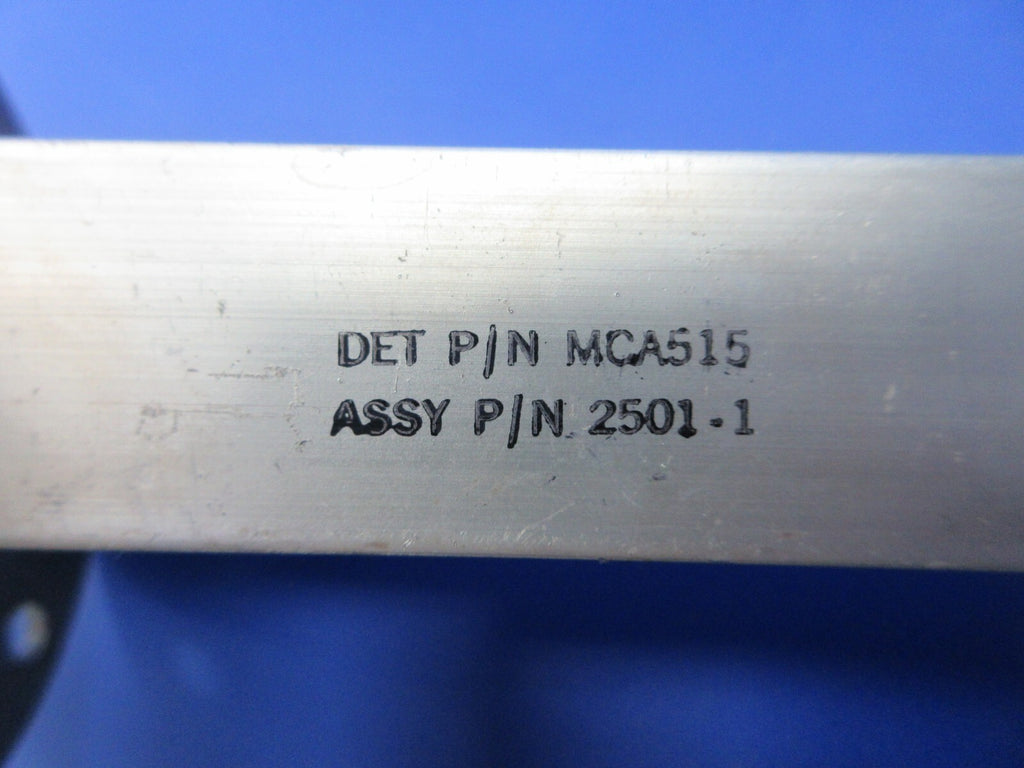 DET P/N MCA515
ASSY P/N 2501-1